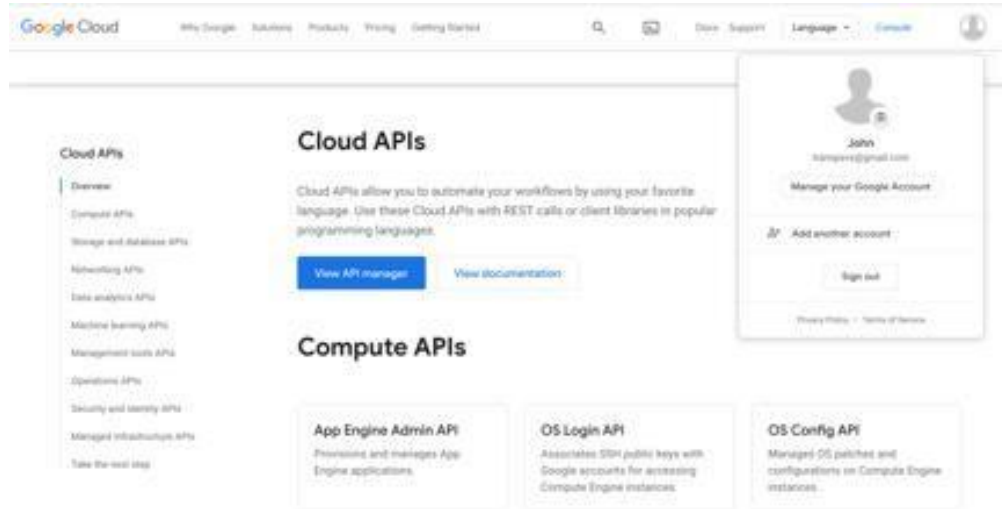 Google Cloud
Why Google Solutions Products Pricing Getting Started
Docs Support Language Console
John
@gmail.com
Manage your Google Account
Add another account
Sign out
Privacy Policy • Terms of Service
Cloud APIs
Overview
Compute APIs
Storage and database APIs
Networking APIs
Data analytics APIs
Machine learning APIs
Management tools APIs
Operations APIs
Security and identity APIs
Managed infrastructure APIs
Take the next step
Cloud APIs
Cloud APIs allow you to automate your workflows by using your favorite
language. Use these Cloud APIs with REST calls or client libraries in popular
programming languages.
View API manager View documentation
Compute APIs
App Engine Admin API
Provisions and manages App
Engine applications.
OS Login API
Associates SSH public keys with
Google accounts for accessing
Compute Engine instances.
OS Config API
Managed OS patches and
configurations on Compute Engine
instances.